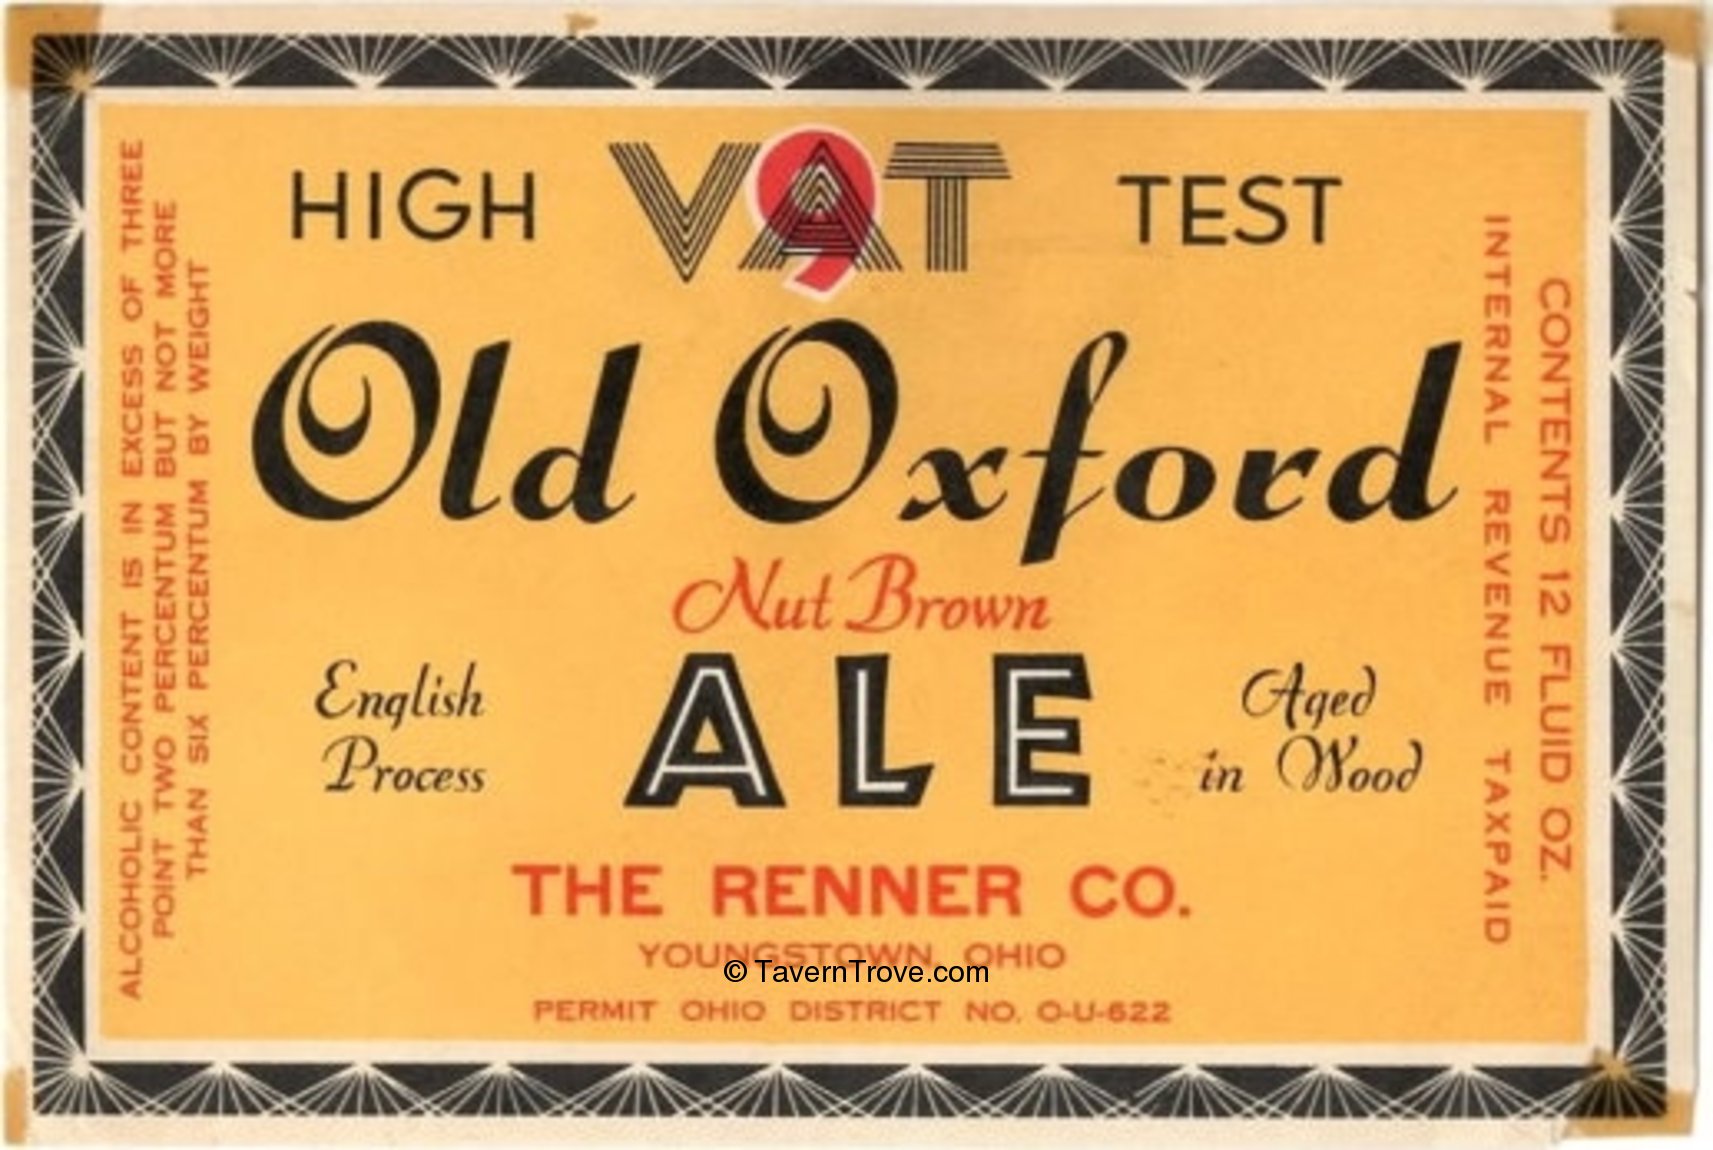 HIGH VAT 9 TEST
Old Oxford
Nut Brown
English
Process
ALE
Aged
in Wood
THE RENNER CO.
YOUNGSTOWN, OHIO
© TavernTrove.com
PERMIT OHIO DISTRICT NO. O-U-622
ALCOHOLIC CONTENT IS IN EXCESS OF THREE
POINT TWO PERCENTUM BUT NOT MORE
THAN SIX PERCENTUM BY WEIGHT
CONTENTS 12 FLUID OZ.
INTERNAL REVENUE TAXPAID